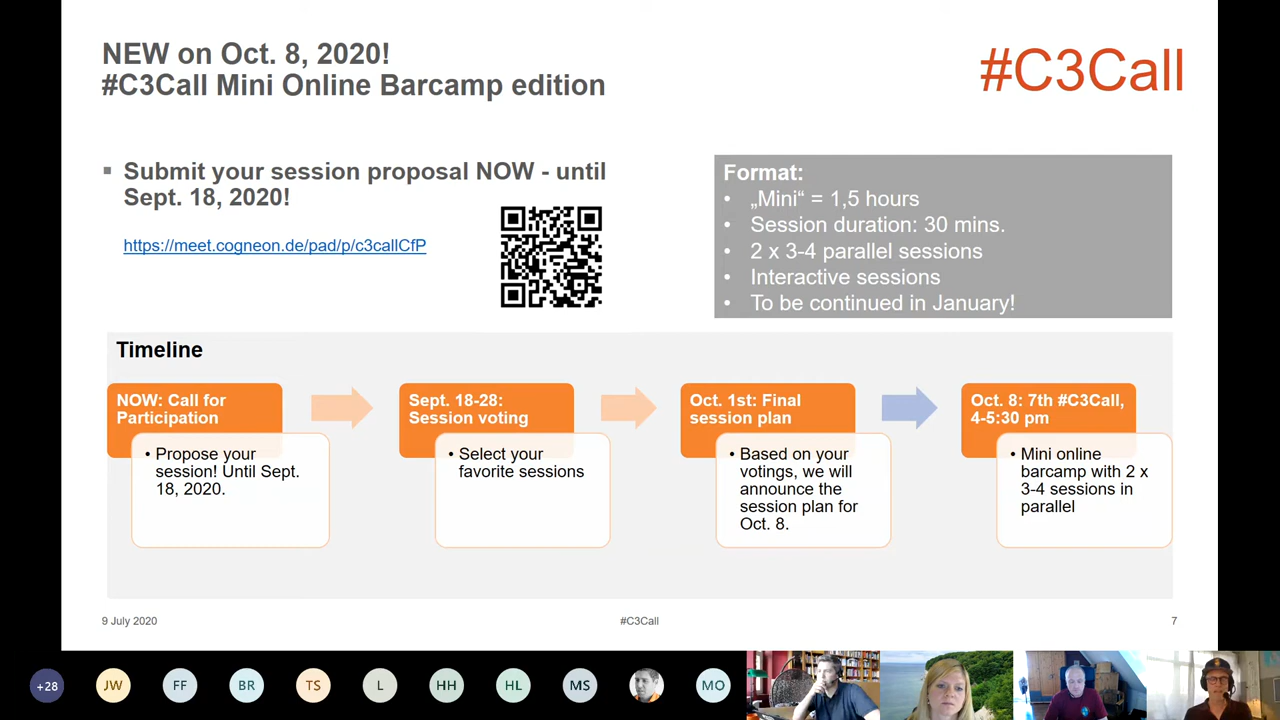 NEW on Oct. 8, 2020!
#C3Call Mini Online Barcamp edition
#C3Call
▪ Submit your session proposal NOW - until
Sept. 18, 2020!
https://meet.cogneon.de/pad/p/c3callCfP
Format:
• „Mini“ = 1,5 hours
• Session duration: 30 mins.
• 2 x 3-4 parallel sessions
• Interactive sessions
• To be continued in January!
Timeline
NOW: Call for
Participation
• Propose your
session! Until Sept.
18, 2020.
Sept. 18-28:
Session voting
• Select your
favorite sessions
Oct. 1st: Final
session plan
• Based on your
votings, we will
announce the
session plan for
Oct. 8.
Oct. 8: 7th #C3Call,
4-5:30 pm
• Mini online
barcamp with 2 x
3-4 sessions in
parallel
9 July 2020
#C3Call
7
+28
JW
FF
BR
TS
L
HH
HL
MS
MO